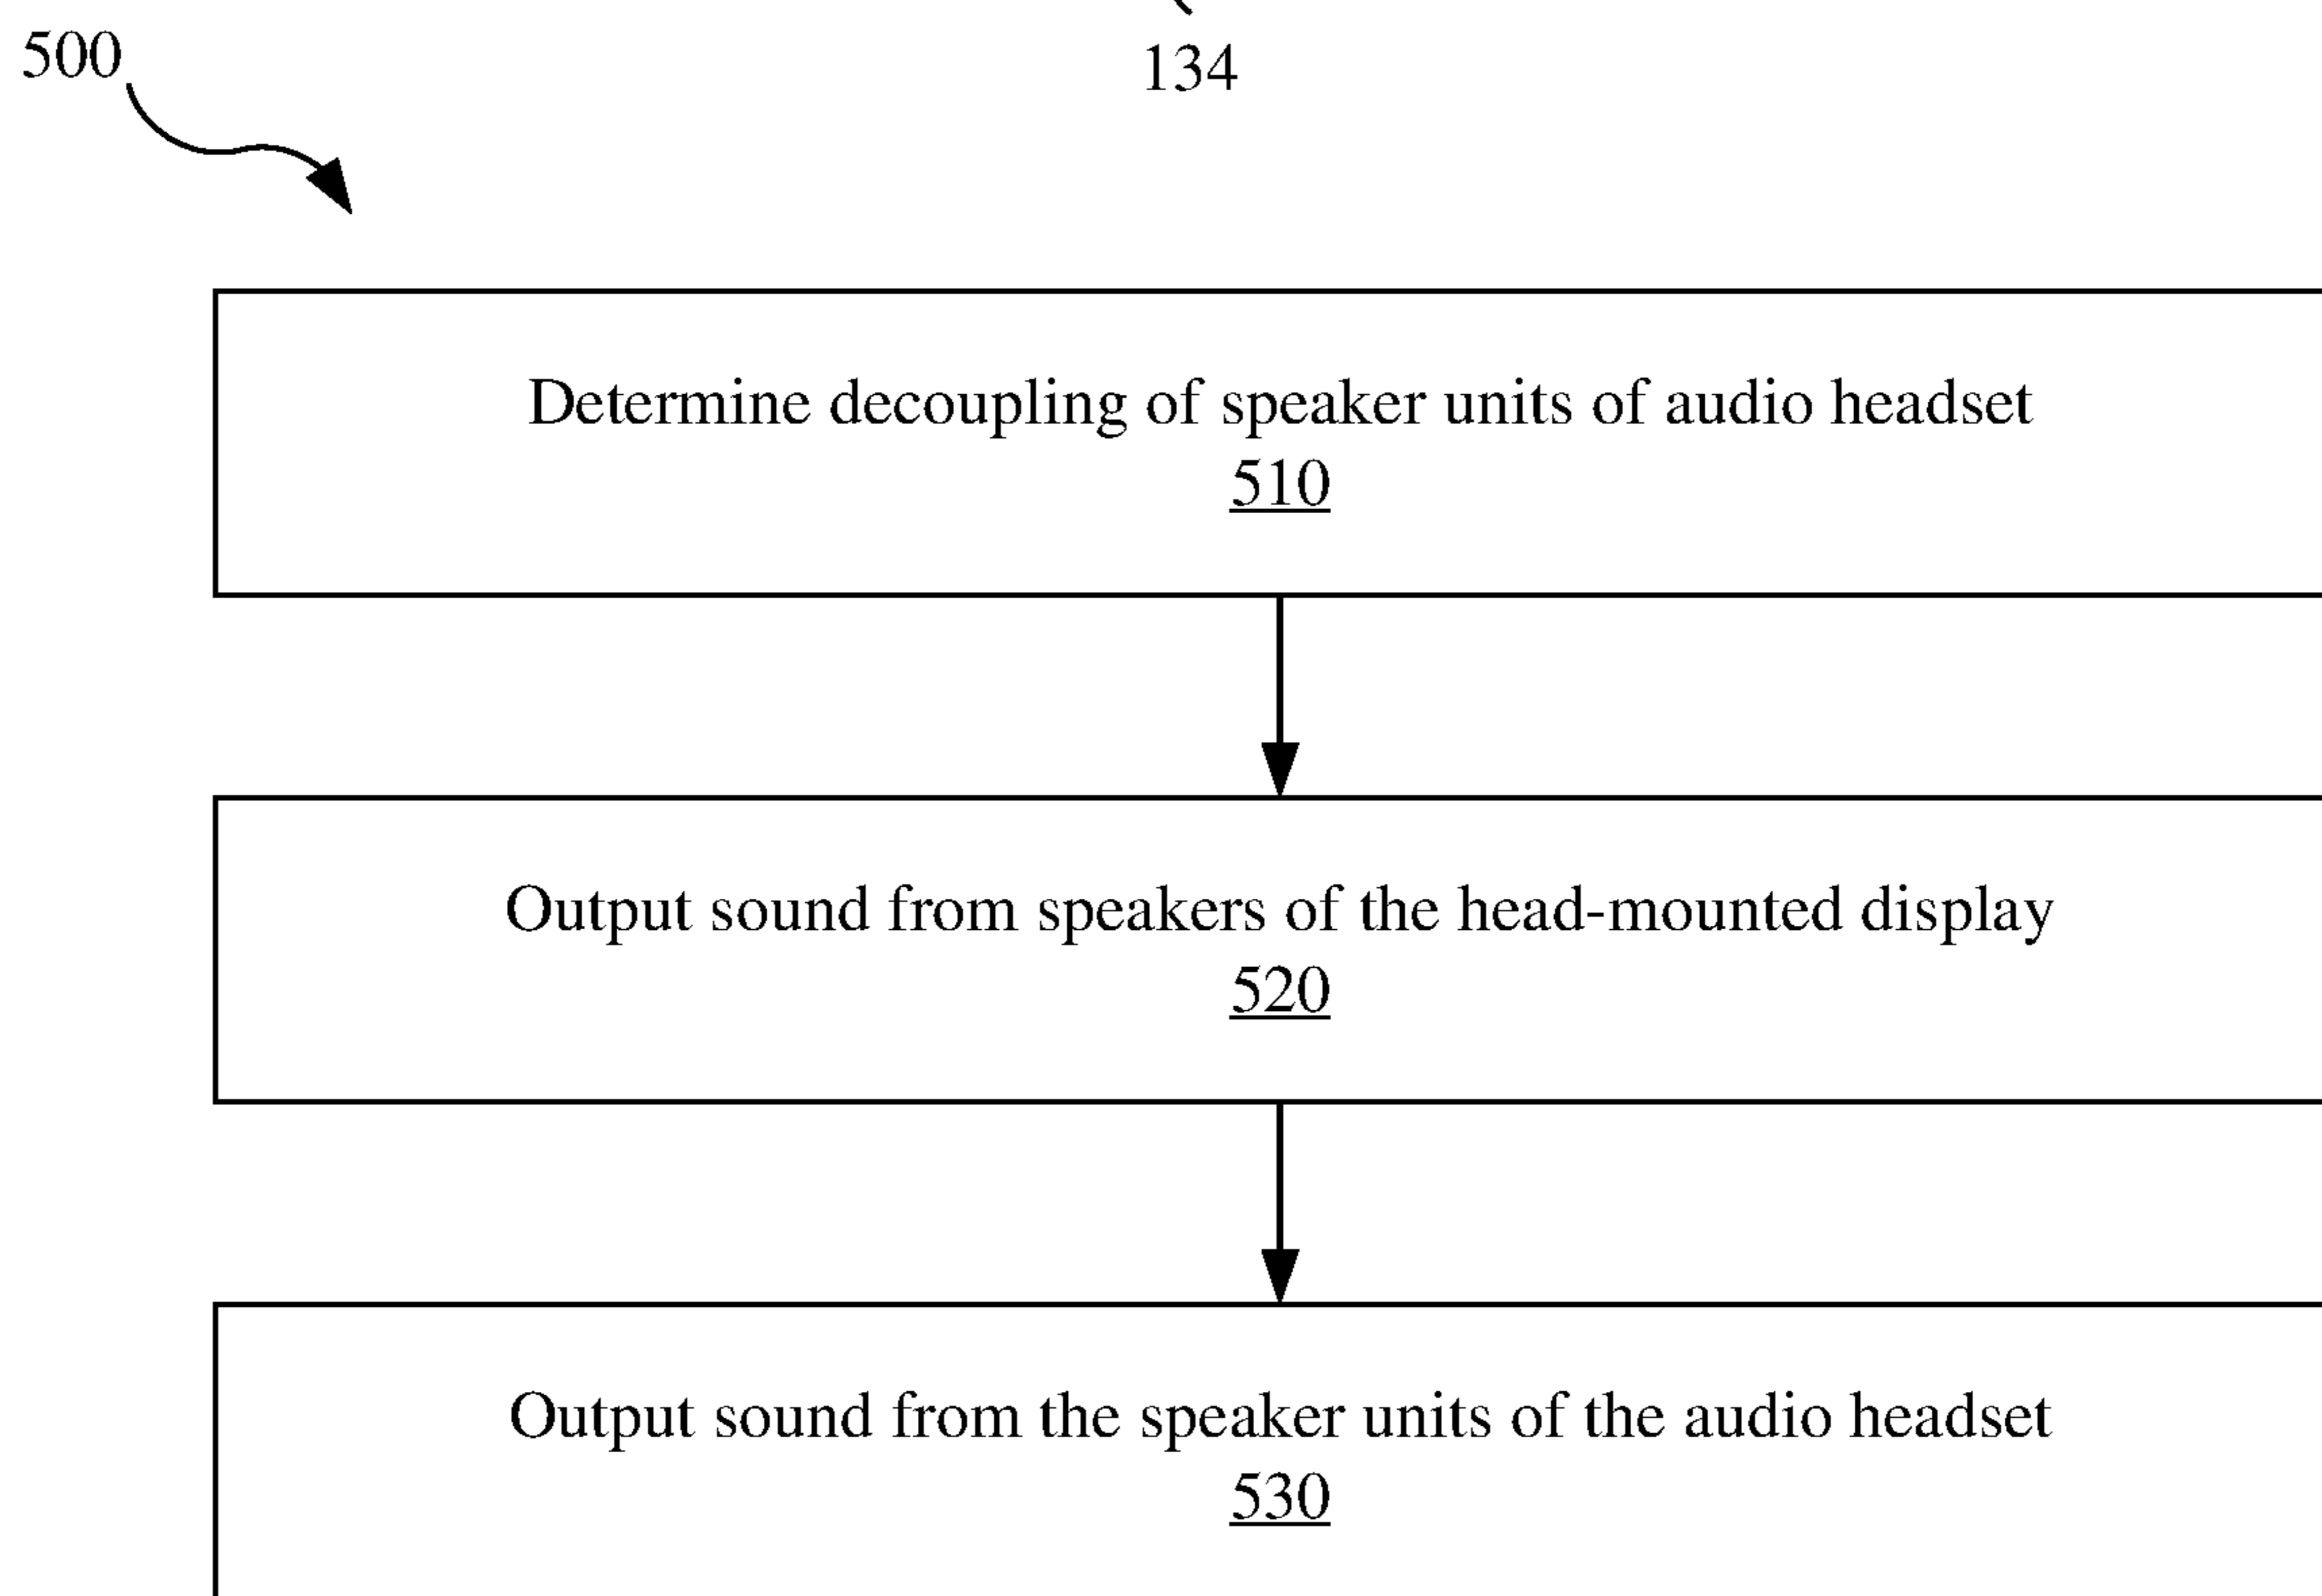 500
134
Determine decoupling of speaker units of audio headset
510
Output sound from speakers of the head-mounted display
520
Output sound from the speaker units of the audio headset
530